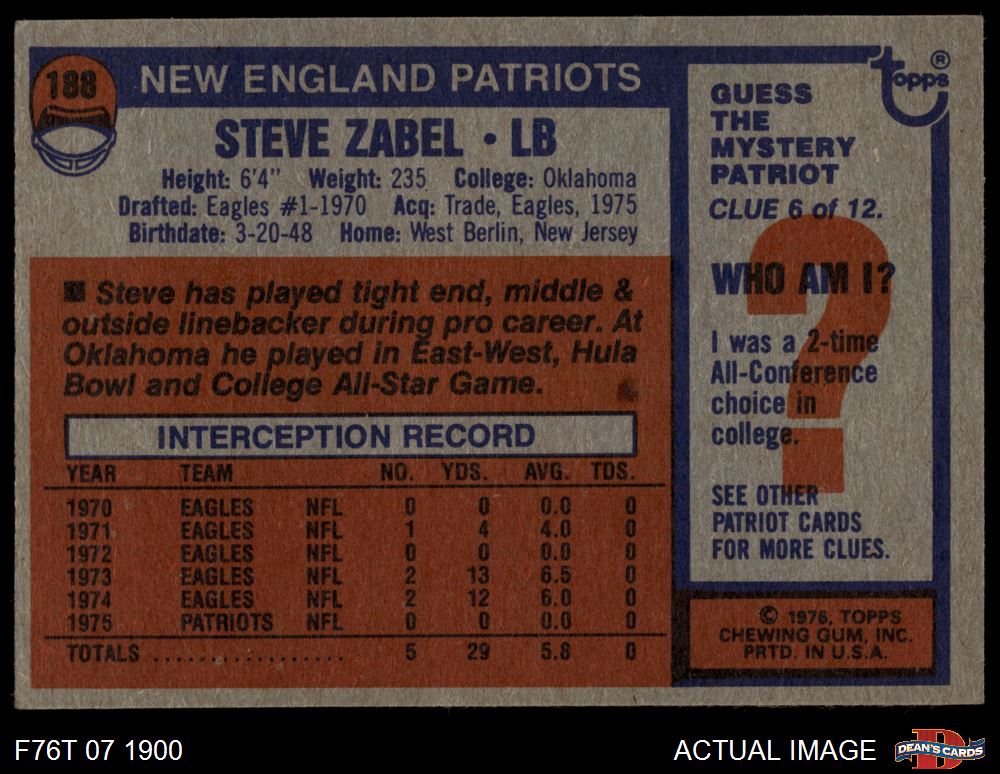 188
NEW ENGLAND PATRIOTS
STEVE ZABEL • LB
Height: 6'4" Weight: 235 College: Oklahoma
Drafted: Eagles #1-1970 Acq: Trade, Eagles, 1975
Birthdate: 3-20-48 Home: West Berlin, New Jersey
Steve has played tight end, middle &
outside linebacker during pro career. At
Oklahoma he played in East-West, Hula
Bowl and College All-Star Game.
INTERCEPTION RECORD
YEAR TEAM NO. YDS. AVG. TDS.
1970 EAGLES NFL 0 0 0.0 0
1971 EAGLES NFL 1 4 4.0 0
1972 EAGLES NFL 0 0 0.0 0
1973 EAGLES NFL 2 13 6.5 0
1974 EAGLES NFL 2 12 6.0 0
1975 PATRIOTS NFL 0 0 0.0 0
TOTALS .................. 5 29 5.8 0
topps ®
GUESS
THE
MYSTERY
PATRIOT
CLUE 6 of 12.
?
WHO AM I?
I was a 2-time
All-Conference
choice in
college.
SEE OTHER
PATRIOT CARDS
FOR MORE CLUES.
© 1976, TOPPS
CHEWING GUM, INC.
PRTD. IN U.S.A.
F76T 07 1900
ACTUAL IMAGE
D
DEAN'S CARDS